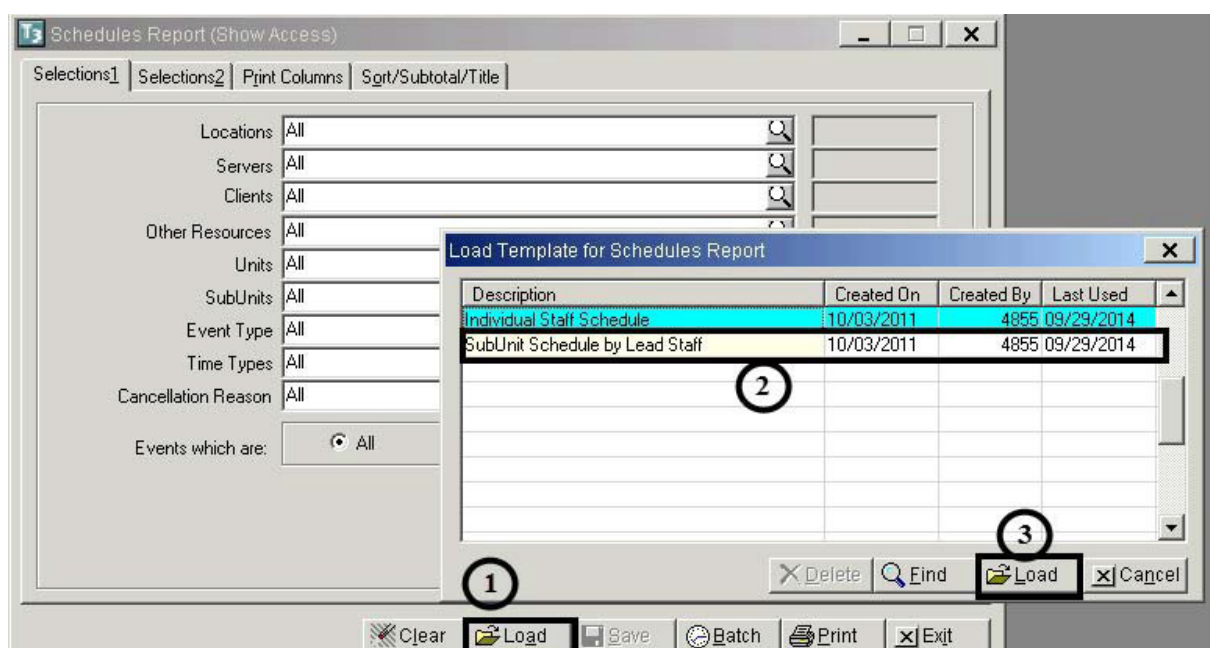 T3 Schedules Report (Show Access)
Selections1 Selections2 Print Columns Sort/Subtotal/Title
Locations All
Servers All
Clients All
Other Resources All
Units All
SubUnits All
Event Type All
Time Types All
Cancellation Reason All
Events which are: All
Load Template for Schedules Report
Description Created On Created By Last Used
Individual Staff Schedule 10/03/2011 4855 09/29/2014
SubUnit Schedule by Lead Staff 10/03/2011 4855 09/29/2014
2
3
Delete Find Load Cancel
1
Clear Load Save Batch Print Exit